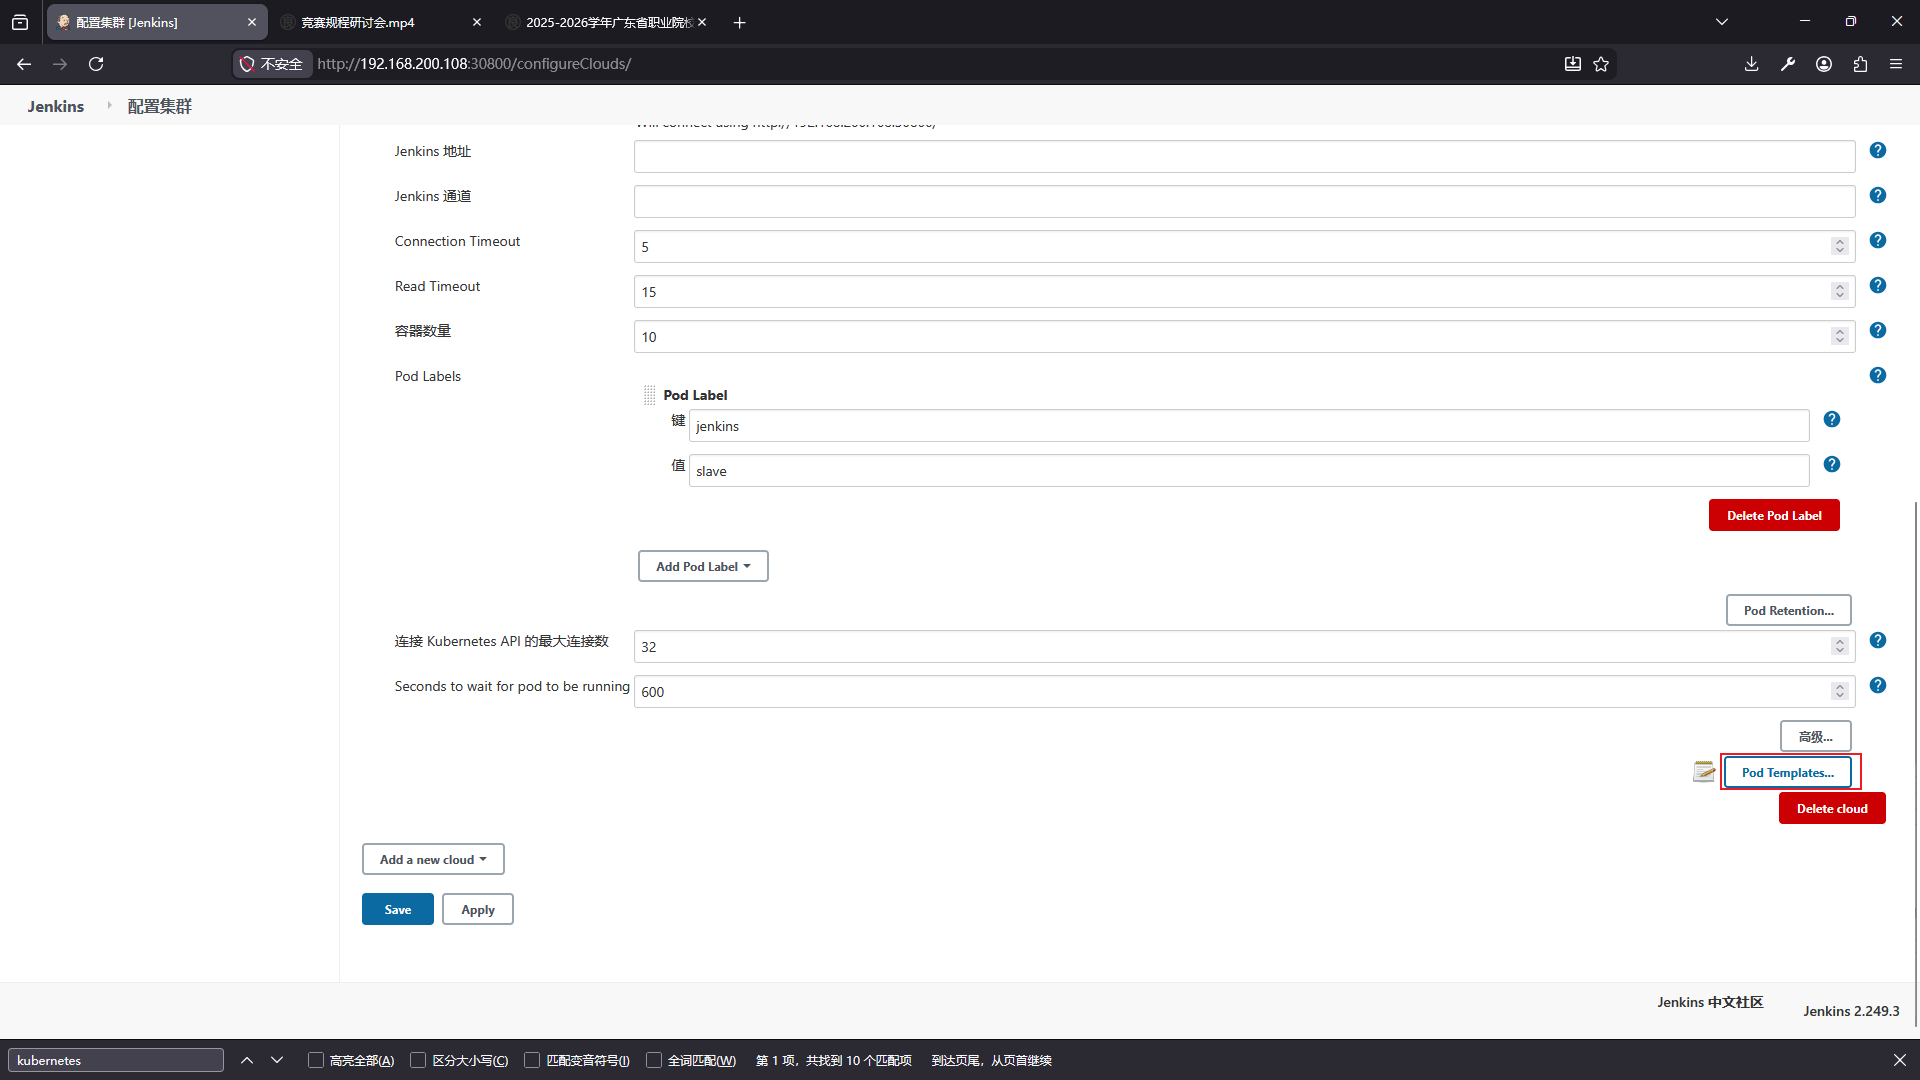 配置集群 [Jenkins]
竞赛规程研讨会.mp4
2025-2026学年广东省职业院校
不安全
http://192.168.200.108:30800/configureClouds/
Jenkins
配置集群
Jenkins 地址
Jenkins 通道
Connection Timeout
5
Read Timeout
15
容器数量
10
Pod Labels
Pod Label
键
jenkins
值
slave
Delete Pod Label
Add Pod Label
Pod Retention...
连接 Kubernetes API 的最大连接数
32
Seconds to wait for pod to be running
600
高级...
Pod Templates...
Delete cloud
Add a new cloud
Save
Apply
Jenkins 中文社区
Jenkins 2.249.3
kubernetes
高亮全部(A)
区分大小写(C)
匹配变音符号(I)
全词匹配(W)
第 1 项，共找到 10 个匹配项
到达页尾，从页首继续